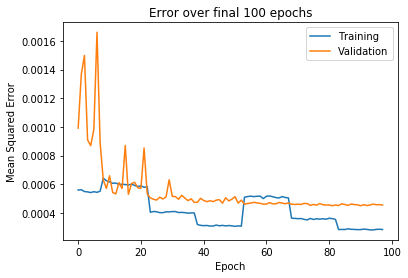 Error over final 100 epochs
Training
Validation
0.0016
0.0014
0.0012
0.0010
0.0008
0.0006
0.0004
Mean Squared Error
0 20 40 60 80 100
Epoch